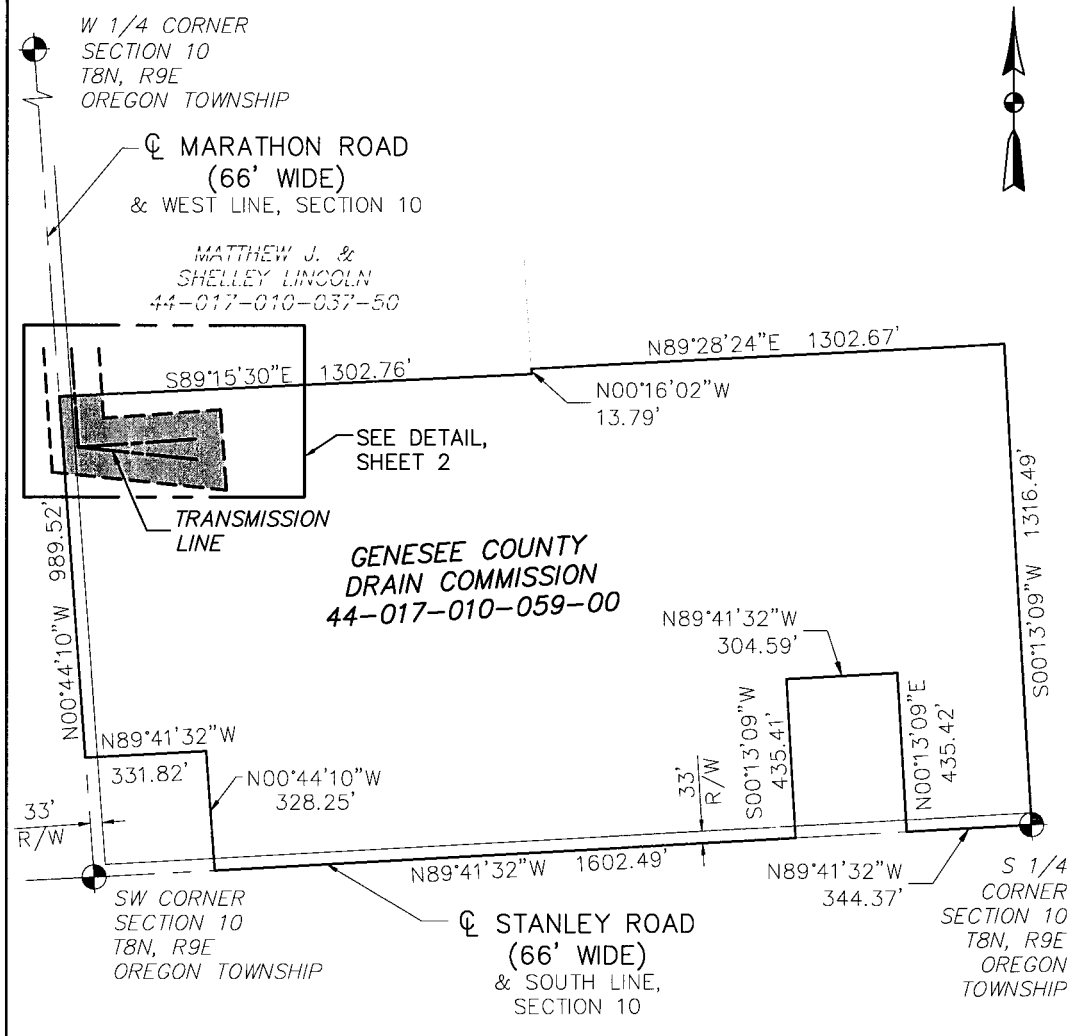 W 1/4 CORNER
SECTION 10
T8N, R9E
OREGON TOWNSHIP
℄ MARATHON ROAD
(66' WIDE)
& WEST LINE, SECTION 10
MATTHEW J. &
SHELLEY LINCOLN
44-017-010-037-50
S89°15'30"E 1302.76'
N89°28'24"E 1302.67'
N00°16'02"W
13.79'
SEE DETAIL,
SHEET 2
TRANSMISSION
LINE
GENESEE COUNTY
DRAIN COMMISSION
44-017-010-059-00
N00°44'10"W 989.52'
S00°13'09"W 1316.49'
N89°41'32"W
304.59'
S00°13'09"W
435.41'
N00°13'09"E
435.42'
N89°41'32"W
331.82'
N00°44'10"W
328.25'
33'
R/W
33'
R/W
N89°41'32"W 1602.49'
N89°41'32"W
344.37'
SW CORNER
SECTION 10
T8N, R9E
OREGON TOWNSHIP
℄ STANLEY ROAD
(66' WIDE)
& SOUTH LINE,
SECTION 10
S 1/4
CORNER
SECTION 10
T8N, R9E
OREGON
TOWNSHIP